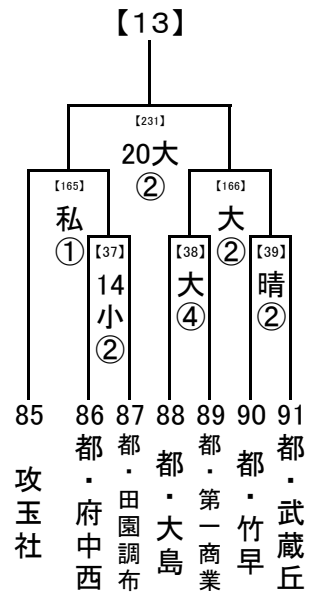 【13】
[231]
20大
②
[165]
私
①
[166]
大
②
[37]
14
小
②
[38]
大
④
[39]
晴
②
85
攻玉社
86
都・府中西
87
都・田園調布
88
都・大島
89
都・第一商業
90
都・竹早
91
都・武蔵丘